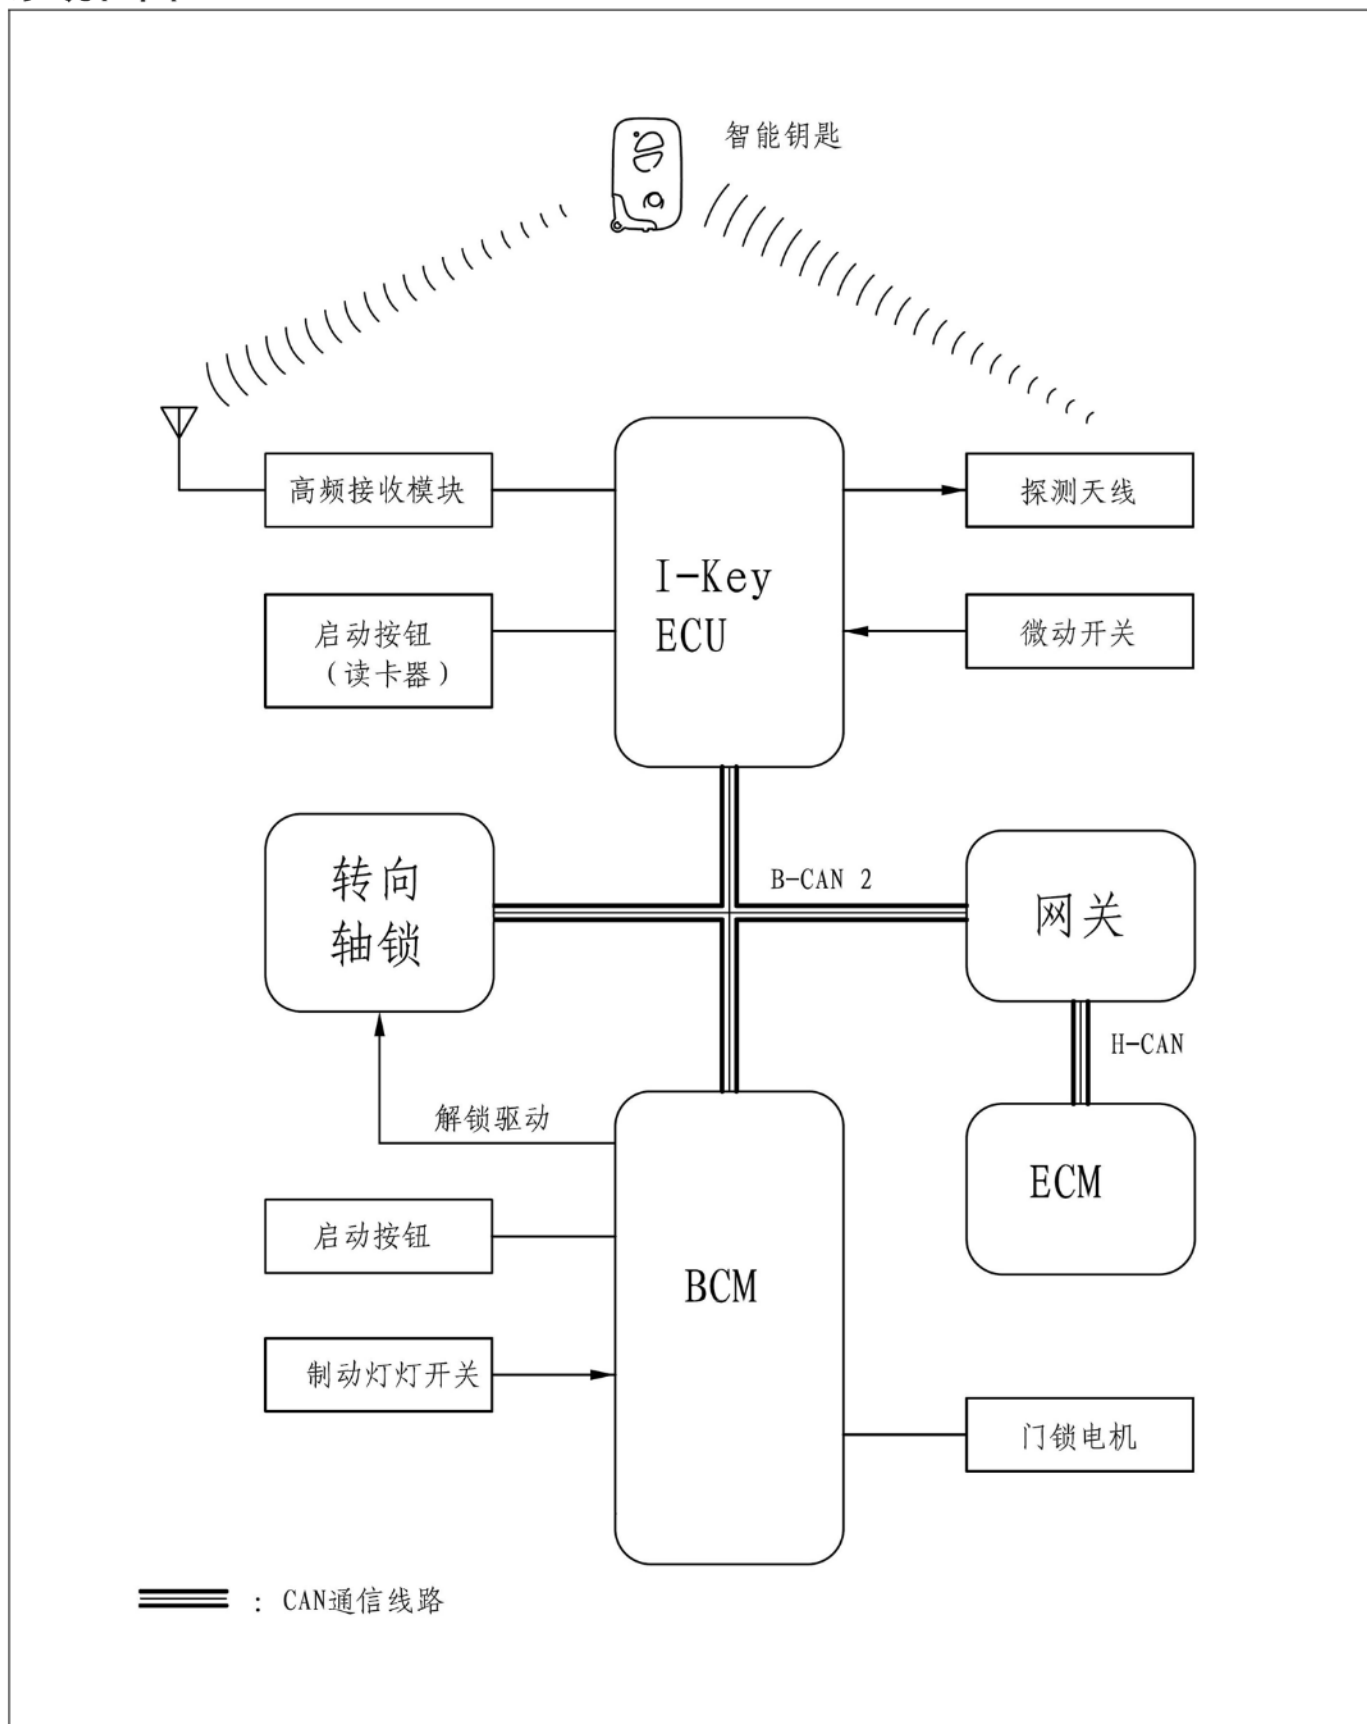 智能钥匙
高频接收模块
探测天线
I-Key
ECU
启动按钮
（读卡器）
微动开关
转向
轴锁
B-CAN 2
网关
H-CAN
解锁驱动
ECM
启动按钮
BCM
制动灯灯开关
门锁电机
：CAN通信线路